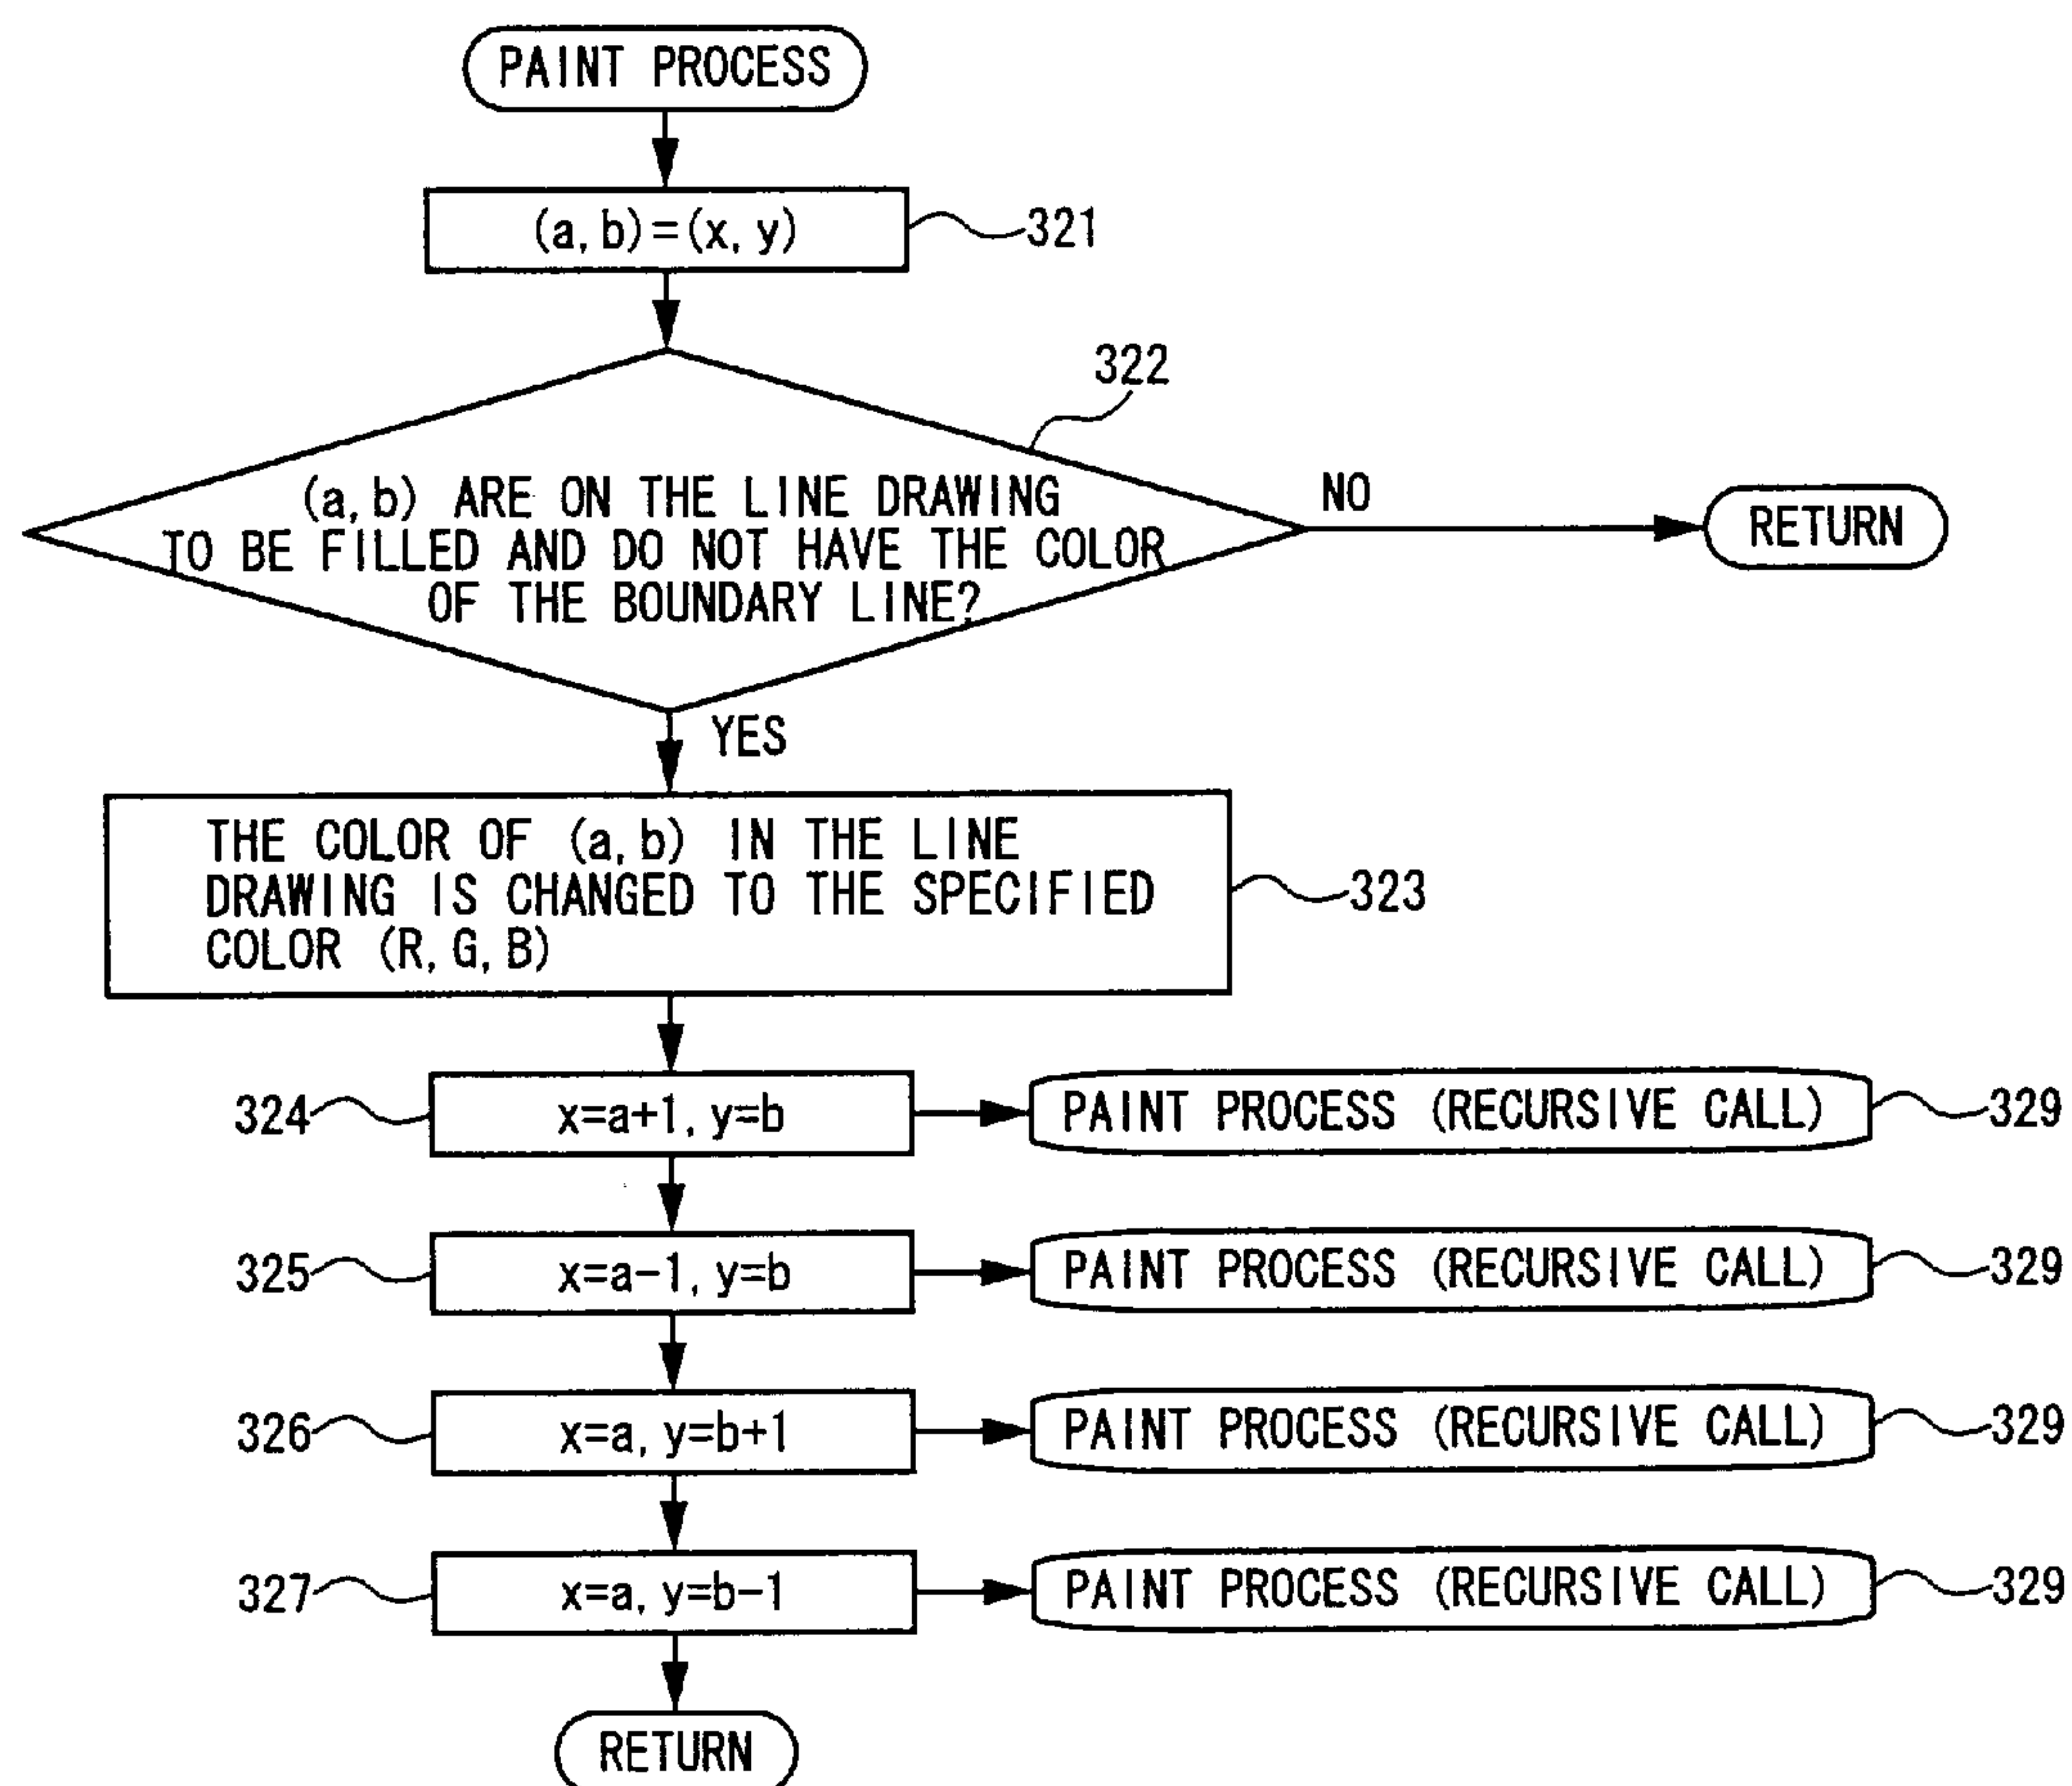 PAINT PROCESS
(a, b)=(x, y)
321
322
(a, b) ARE ON THE LINE DRAWING
TO BE FILLED AND DO NOT HAVE THE COLOR
OF THE BOUNDARY LINE?
NO
RETURN
YES
THE COLOR OF (a, b) IN THE LINE
DRAWING IS CHANGED TO THE SPECIFIED
COLOR (R, G, B)
323
324
x=a+1, y=b
PAINT PROCESS (RECURSIVE CALL)
329
325
x=a-1, y=b
PAINT PROCESS (RECURSIVE CALL)
329
326
x=a, y=b+1
PAINT PROCESS (RECURSIVE CALL)
329
327
x=a, y=b-1
PAINT PROCESS (RECURSIVE CALL)
329
RETURN